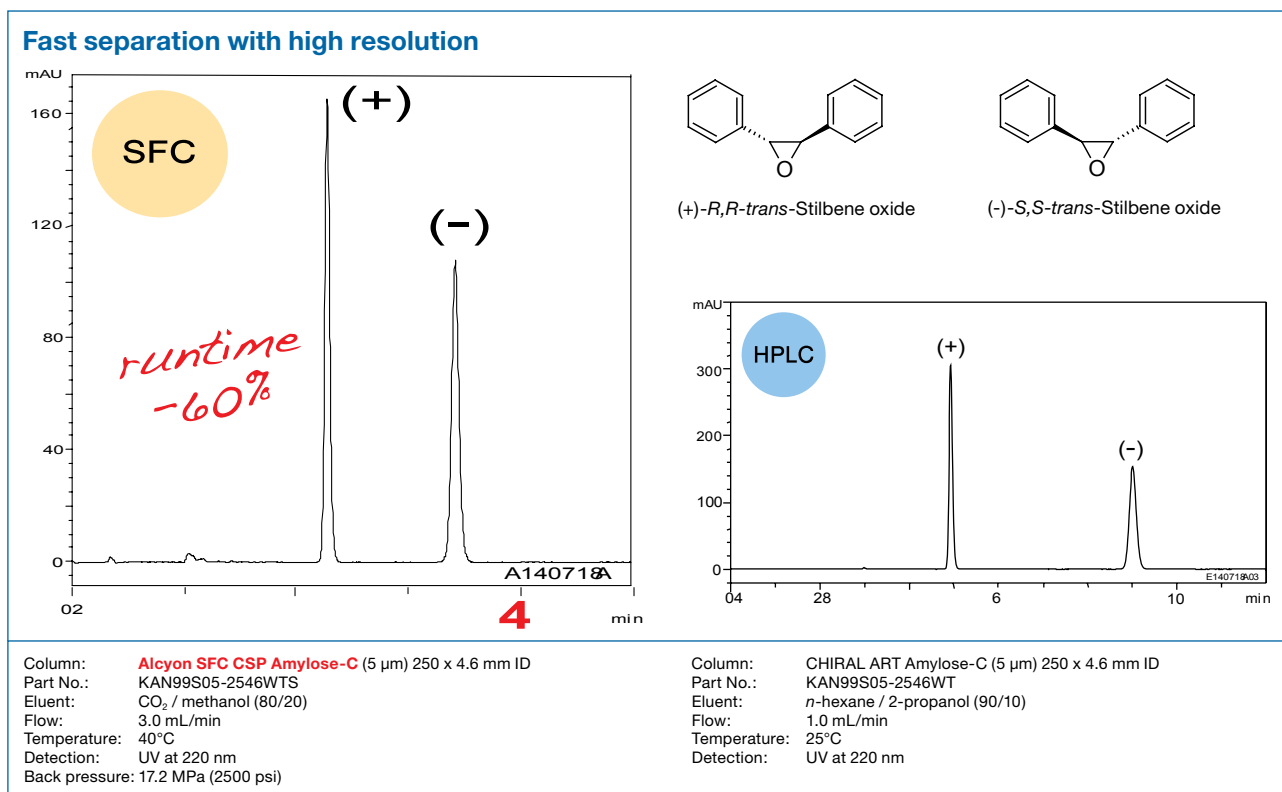 Fast separation with high resolution
mAU
160
120
80
40
0
SFC
(+)
(−)
runtime
-60%
A140718A
02
4
min
O
(+)-R,R-trans-Stilbene oxide
O
(-)-S,S-trans-Stilbene oxide
mAU
300
200
100
0
HPLC
(+)
(-)
E140718A03
04
28
6
10
min
Column: Alcyon SFC CSP Amylose-C (5 µm) 250 x 4.6 mm ID
Part No.: KAN99S05-2546WTS
Eluent: CO₂ / methanol (80/20)
Flow: 3.0 mL/min
Temperature: 40°C
Detection: UV at 220 nm
Back pressure: 17.2 MPa (2500 psi)
Column: CHIRAL ART Amylose-C (5 µm) 250 x 4.6 mm ID
Part No.: KAN99S05-2546WT
Eluent: n-hexane / 2-propanol (90/10)
Flow: 1.0 mL/min
Temperature: 25°C
Detection: UV at 220 nm